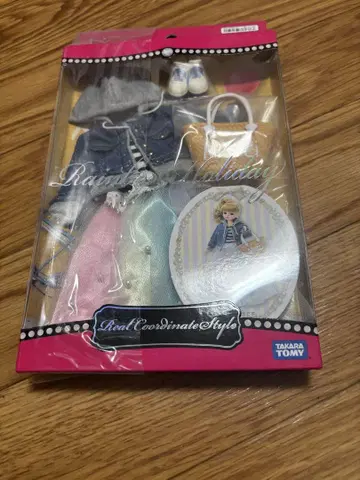 Rainbow Holiday
Real Coordinate Style
TAKARA
TOMY